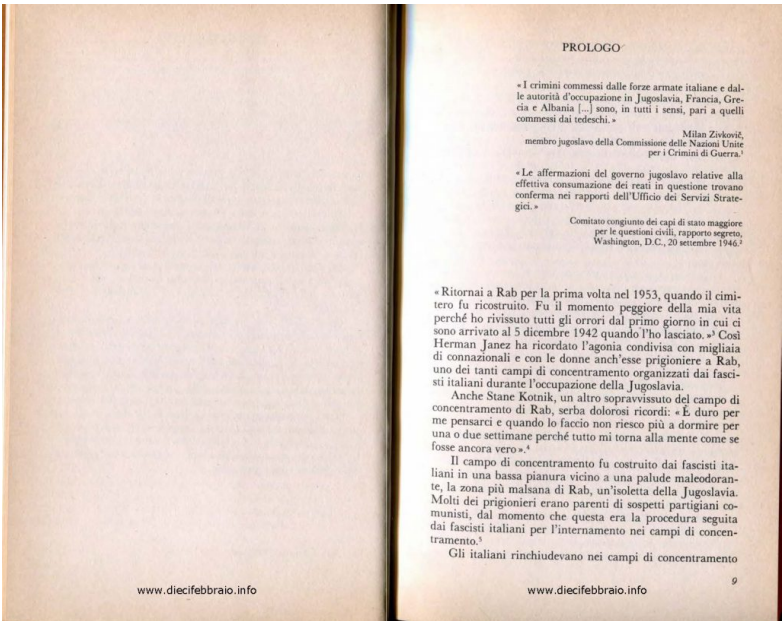 PROLOGO
« I crimini commessi dalle forze armate italiane e dal-
le autorità d'occupazione in Jugoslavia, Francia, Gre-
cia e Albania [...] sono, in tutti i sensi, pari a quelli
commessi dai tedeschi. »
Milan Zivkovič,
membro jugoslavo della Commissione delle Nazioni Unite
per i Crimini di Guerra.¹
« Le affermazioni del governo jugoslavo relative alla
effettiva consumazione dei reati in questione trovano
conferma nei rapporti dell'Ufficio dei Servizi Strate-
gici. »
Comitato congiunto dei capi di stato maggiore
per le questioni civili, rapporto segreto,
Washington, D.C., 20 settembre 1946.²
« Ritornai a Rab per la prima volta nel 1953, quando il cimi-
tero fu ricostruito. Fu il momento peggiore della mia vita
perché ho rivissuto tutti gli orrori dal primo giorno in cui ci
sono arrivato al 5 dicembre 1942 quando l'ho lasciato. »³ Così
Herman Janez ha ricordato l'agonia condivisa con migliaia
di connazionali e con le donne anch'esse prigioniere a Rab,
uno dei tanti campi di concentramento organizzati dai fasci-
sti italiani durante l'occupazione della Jugoslavia.
Anche Stane Kotnik, un altro sopravvissuto del campo di
concentramento di Rab, serba dolorosi ricordi: « È duro per
me pensarci e quando lo faccio non riesco più a dormire per
una o due settimane perché tutto mi torna alla mente come se
fosse ancora vero ».⁴
Il campo di concentramento fu costruito dai fascisti ita-
liani in una bassa pianura vicino a una palude maleodoran-
te, la zona più malsana di Rab, un'isoletta della Jugoslavia.
Molti dei prigionieri erano parenti di sospetti partigiani co-
munisti, dal momento che questa era la procedura seguita
dai fascisti italiani per l'internamento nei campi di concen-
tramento.⁵
Gli italiani rinchiudevano nei campi di concentramento
9
www.diecifebbraio.info
www.diecifebbraio.info